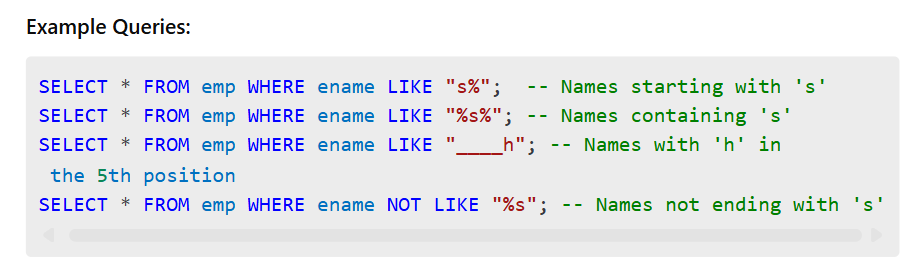 Example Queries:
SELECT * FROM emp WHERE ename LIKE "s%";  -- Names starting with 's'
SELECT * FROM emp WHERE ename LIKE "%s%"; -- Names containing 's'
SELECT * FROM emp WHERE ename LIKE "____h"; -- Names with 'h' in
the 5th position
SELECT * FROM emp WHERE ename NOT LIKE "%s"; -- Names not ending with 's'